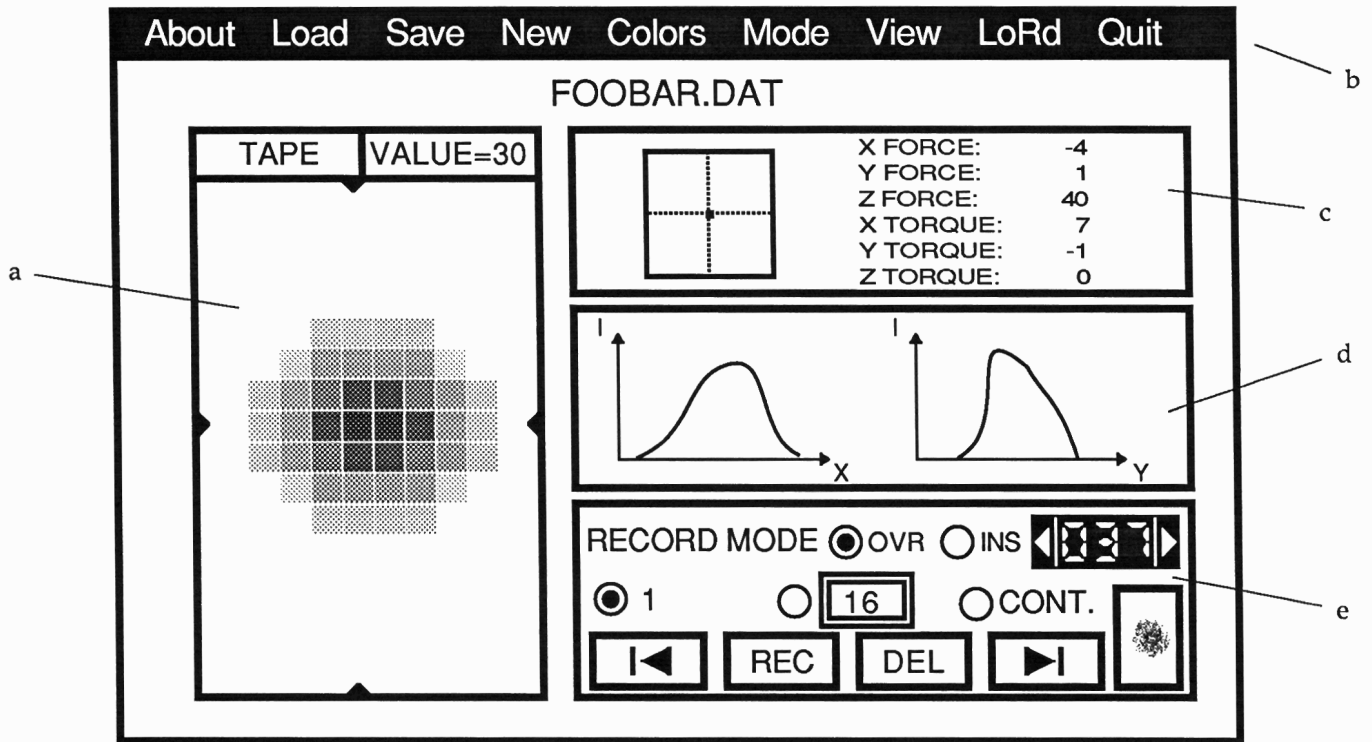 About Load Save New Colors Mode View LoRd Quit
b
FOOBAR.DAT
TAPE VALUE=30
X FORCE: -4
Y FORCE: 1
Z FORCE: 40
X TORQUE: 7
Y TORQUE: -1
Z TORQUE: 0
c
a
I X
I Y
d
RECORD MODE OVR INS 037
1 16 CONT.
REC DEL
e